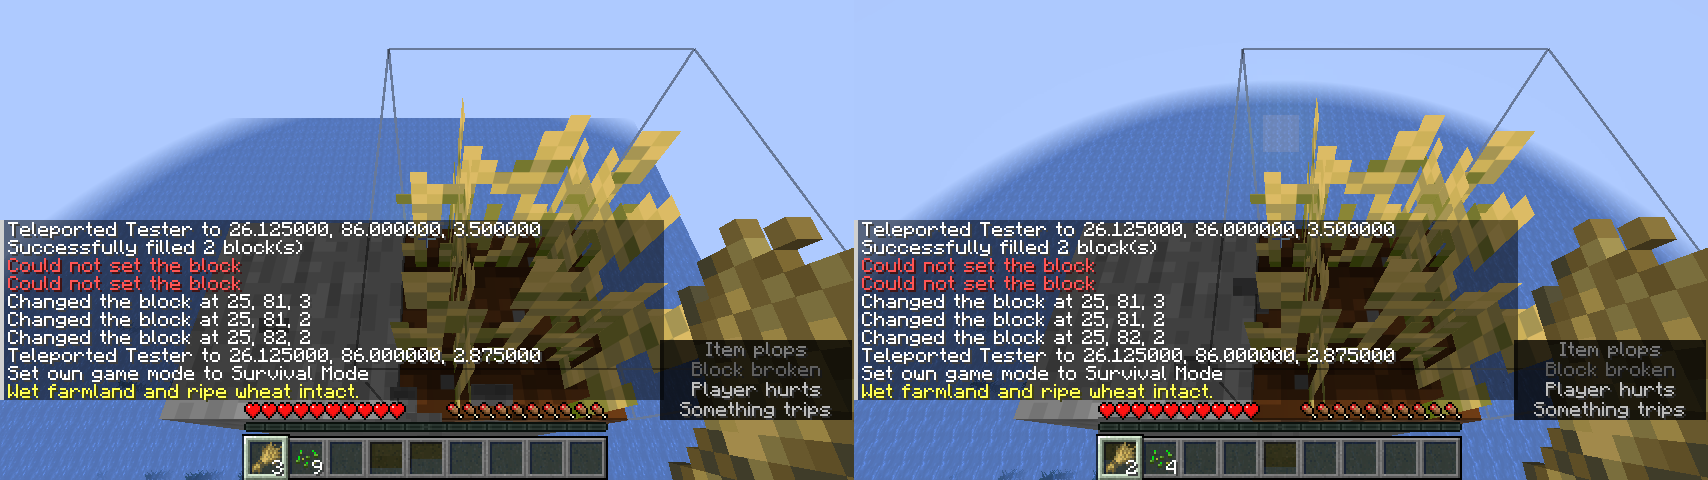 Teleported Tester to 26.125000, 86.000000, 3.500000
Successfully filled 2 block(s)
Could not set the block
Could not set the block
Changed the block at 25, 81, 3
Changed the block at 25, 81, 2
Changed the block at 25, 82, 2
Teleported Tester to 26.125000, 86.000000, 2.875000
Set own game mode to Survival Mode
Wet farmland and ripe wheat intact.
Item plops
Block broken
Player hurts
Something trips
3
9
Teleported Tester to 26.125000, 86.000000, 3.500000
Successfully filled 2 block(s)
Could not set the block
Could not set the block
Changed the block at 25, 81, 3
Changed the block at 25, 81, 2
Changed the block at 25, 82, 2
Teleported Tester to 26.125000, 86.000000, 2.875000
Set own game mode to Survival Mode
Wet farmland and ripe wheat intact.
Item plops
Block broken
Player hurts
Something trips
2
4